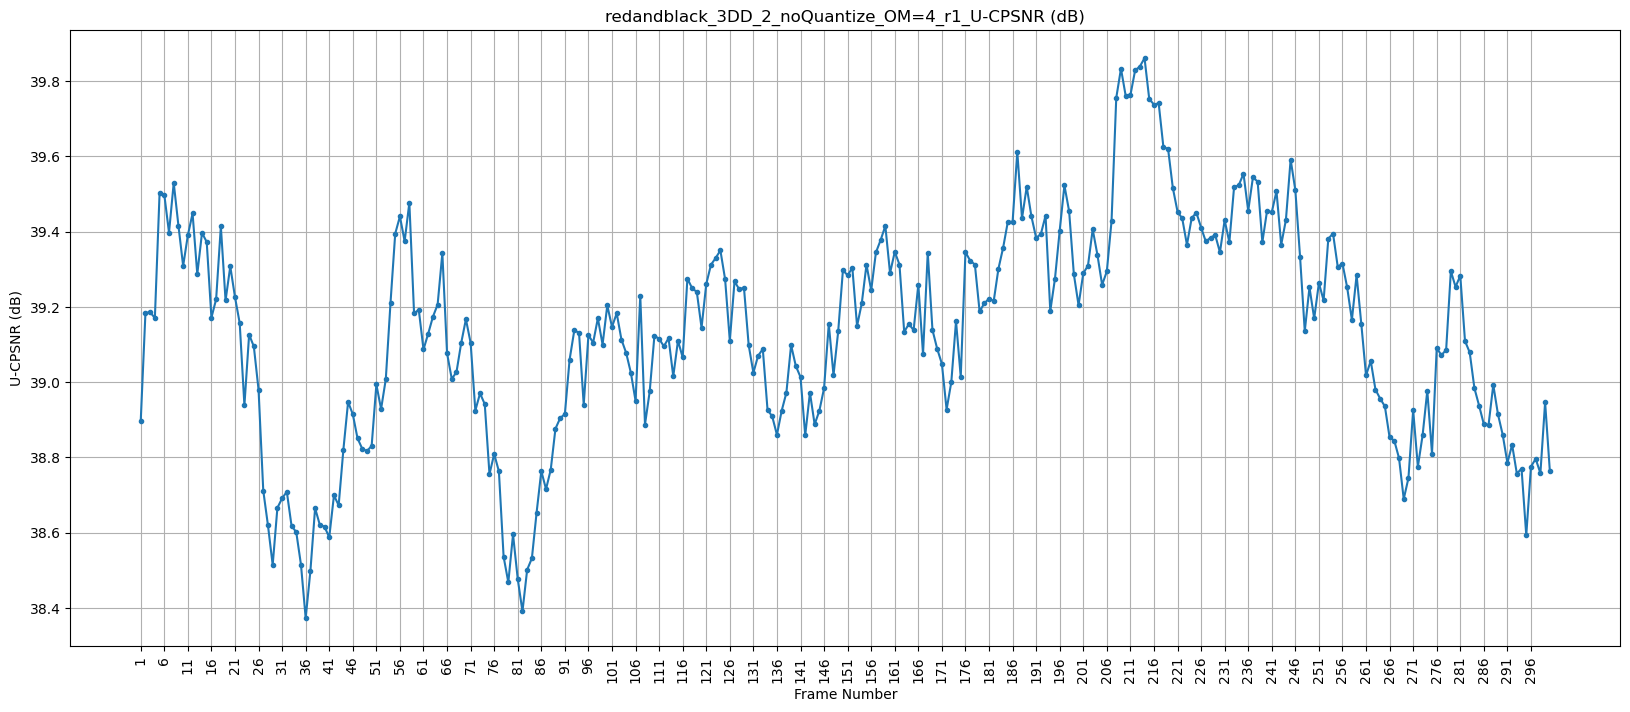 redandblack_3DD_2_noQuantize_OM=4_r1_U-CPSNR (dB)
U-CPSNR (dB)
39.8
39.6
39.4
39.2
39.0
38.8
38.6
38.4
1 6 11 16 21 26 31 36 41 46 51 56 61 66 71 76 81 86 91 96 101 106 111 116 121 126 131 136 141 146 151 156 161 166 171 176 181 186 191 196 201 206 211 216 221 226 231 236 241 246 251 256 261 266 271 276 281 286 291 296
Frame Number